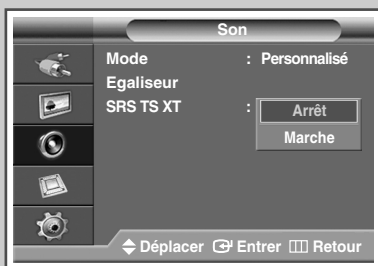 Son
Mode : Personnalisé
Egaliseur
SRS TS XT : Arrêt
Marche
Déplacer Entrer Retour